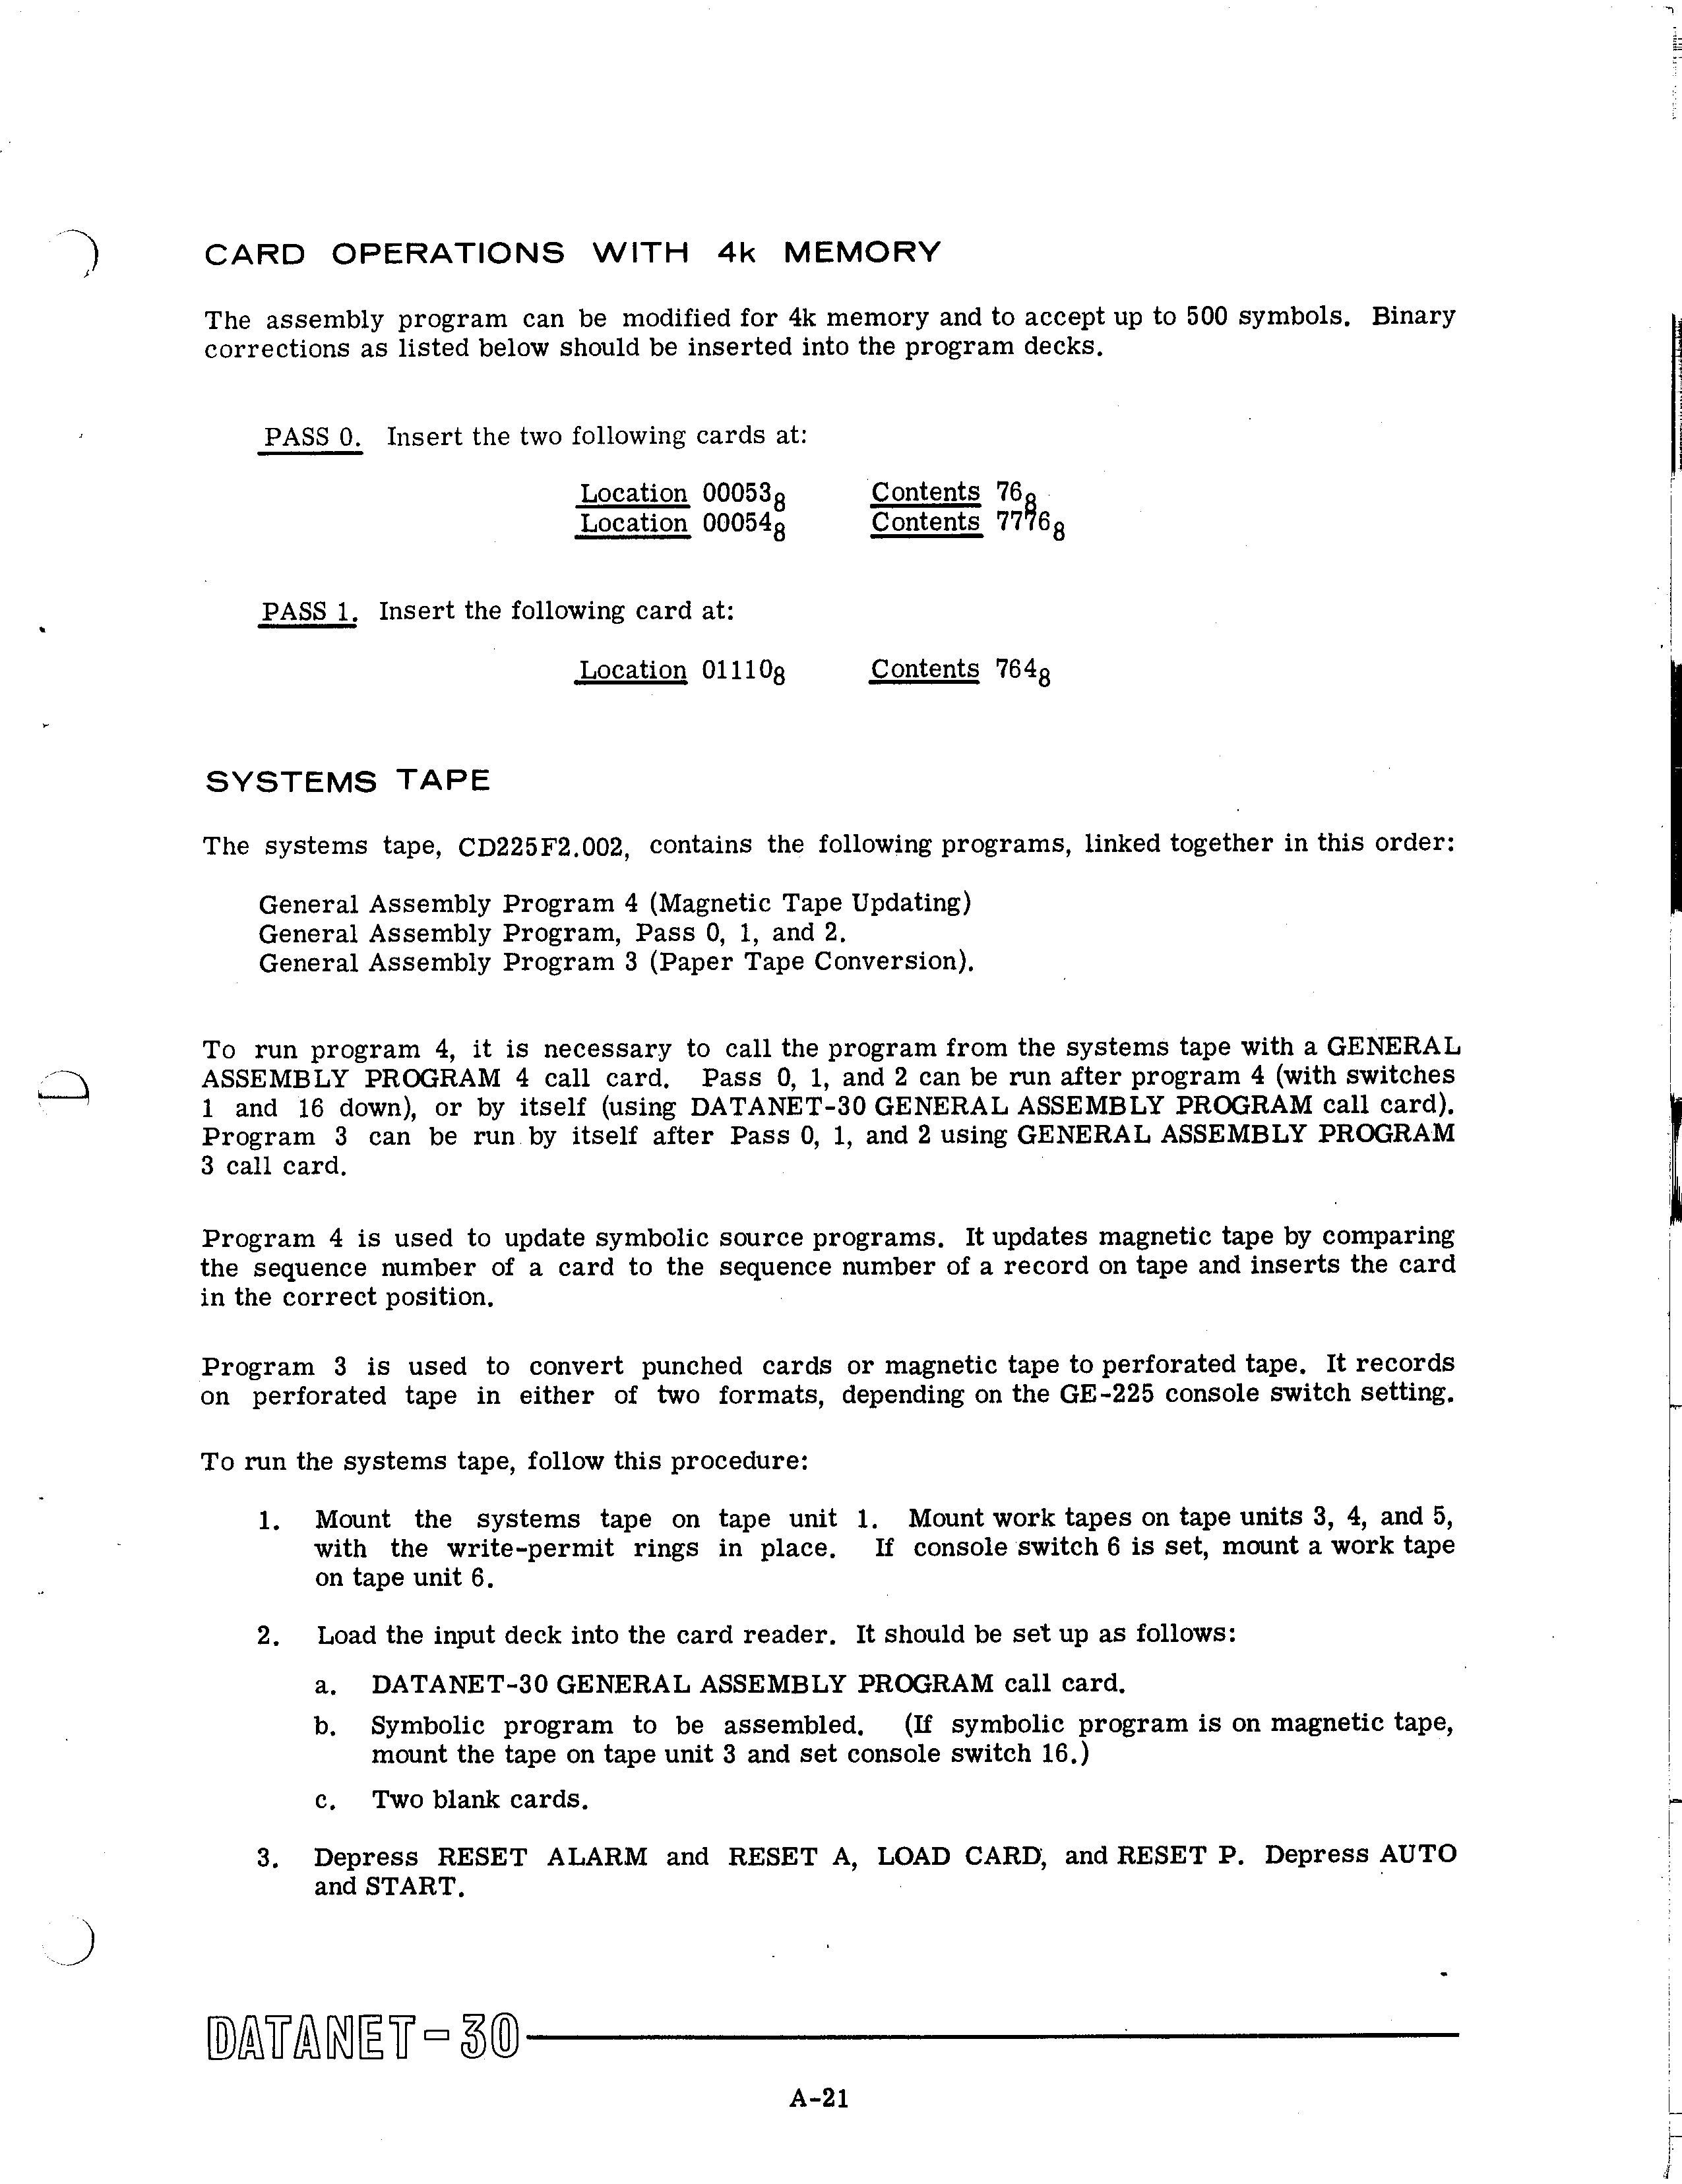 CARD OPERATIONS WITH 4k MEMORY
The assembly program can be modified for 4k memory and to accept up to 500 symbols. Binary
corrections as listed below should be inserted into the program decks.
PASS 0. Insert the two following cards at:
Location 00053₈ Contents 76₈
Location 00054₈ Contents 7776₈
PASS 1. Insert the following card at:
Location 01110₈ Contents 764₈
SYSTEMS TAPE
The systems tape, CD225F2.002, contains the following programs, linked together in this order:
General Assembly Program 4 (Magnetic Tape Updating)
General Assembly Program, Pass 0, 1, and 2.
General Assembly Program 3 (Paper Tape Conversion).
To run program 4, it is necessary to call the program from the systems tape with a GENERAL
ASSEMBLY PROGRAM 4 call card. Pass 0, 1, and 2 can be run after program 4 (with switches
1 and 16 down), or by itself (using DATANET-30 GENERAL ASSEMBLY PROGRAM call card).
Program 3 can be run by itself after Pass 0, 1, and 2 using GENERAL ASSEMBLY PROGRAM
3 call card.
Program 4 is used to update symbolic source programs. It updates magnetic tape by comparing
the sequence number of a card to the sequence number of a record on tape and inserts the card
in the correct position.
Program 3 is used to convert punched cards or magnetic tape to perforated tape. It records
on perforated tape in either of two formats, depending on the GE-225 console switch setting.
To run the systems tape, follow this procedure:
1. Mount the systems tape on tape unit 1. Mount work tapes on tape units 3, 4, and 5,
with the write-permit rings in place. If console switch 6 is set, mount a work tape
on tape unit 6.
2. Load the input deck into the card reader. It should be set up as follows:
a. DATANET-30 GENERAL ASSEMBLY PROGRAM call card.
b. Symbolic program to be assembled. (If symbolic program is on magnetic tape,
mount the tape on tape unit 3 and set console switch 16.)
c. Two blank cards.
3. Depress RESET ALARM and RESET A, LOAD CARD, and RESET P. Depress AUTO
and START.
DATANET-30
A-21